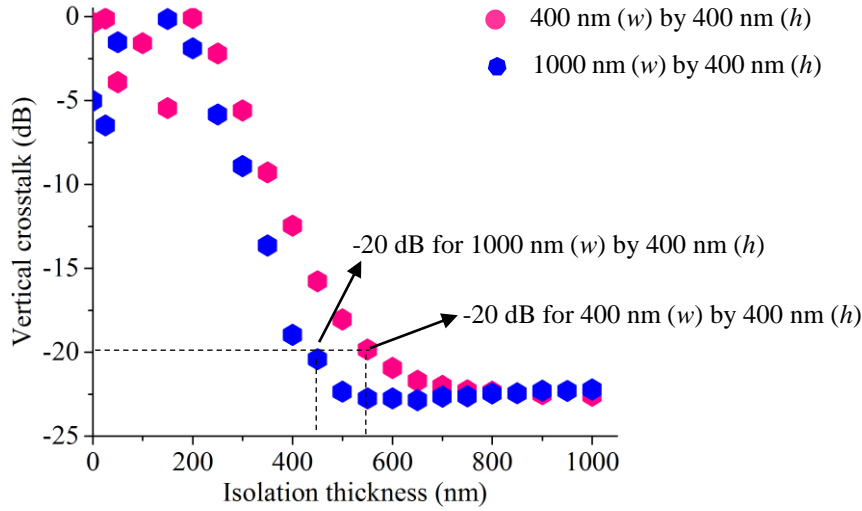 400 nm (w) by 400 nm (h)
1000 nm (w) by 400 nm (h)
0
-5
-10
-15
-20
-25
Vertical crosstalk (dB)
-20 dB for 1000 nm (w) by 400 nm (h)
-20 dB for 400 nm (w) by 400 nm (h)
0 200 400 600 800 1000
Isolation thickness (nm)